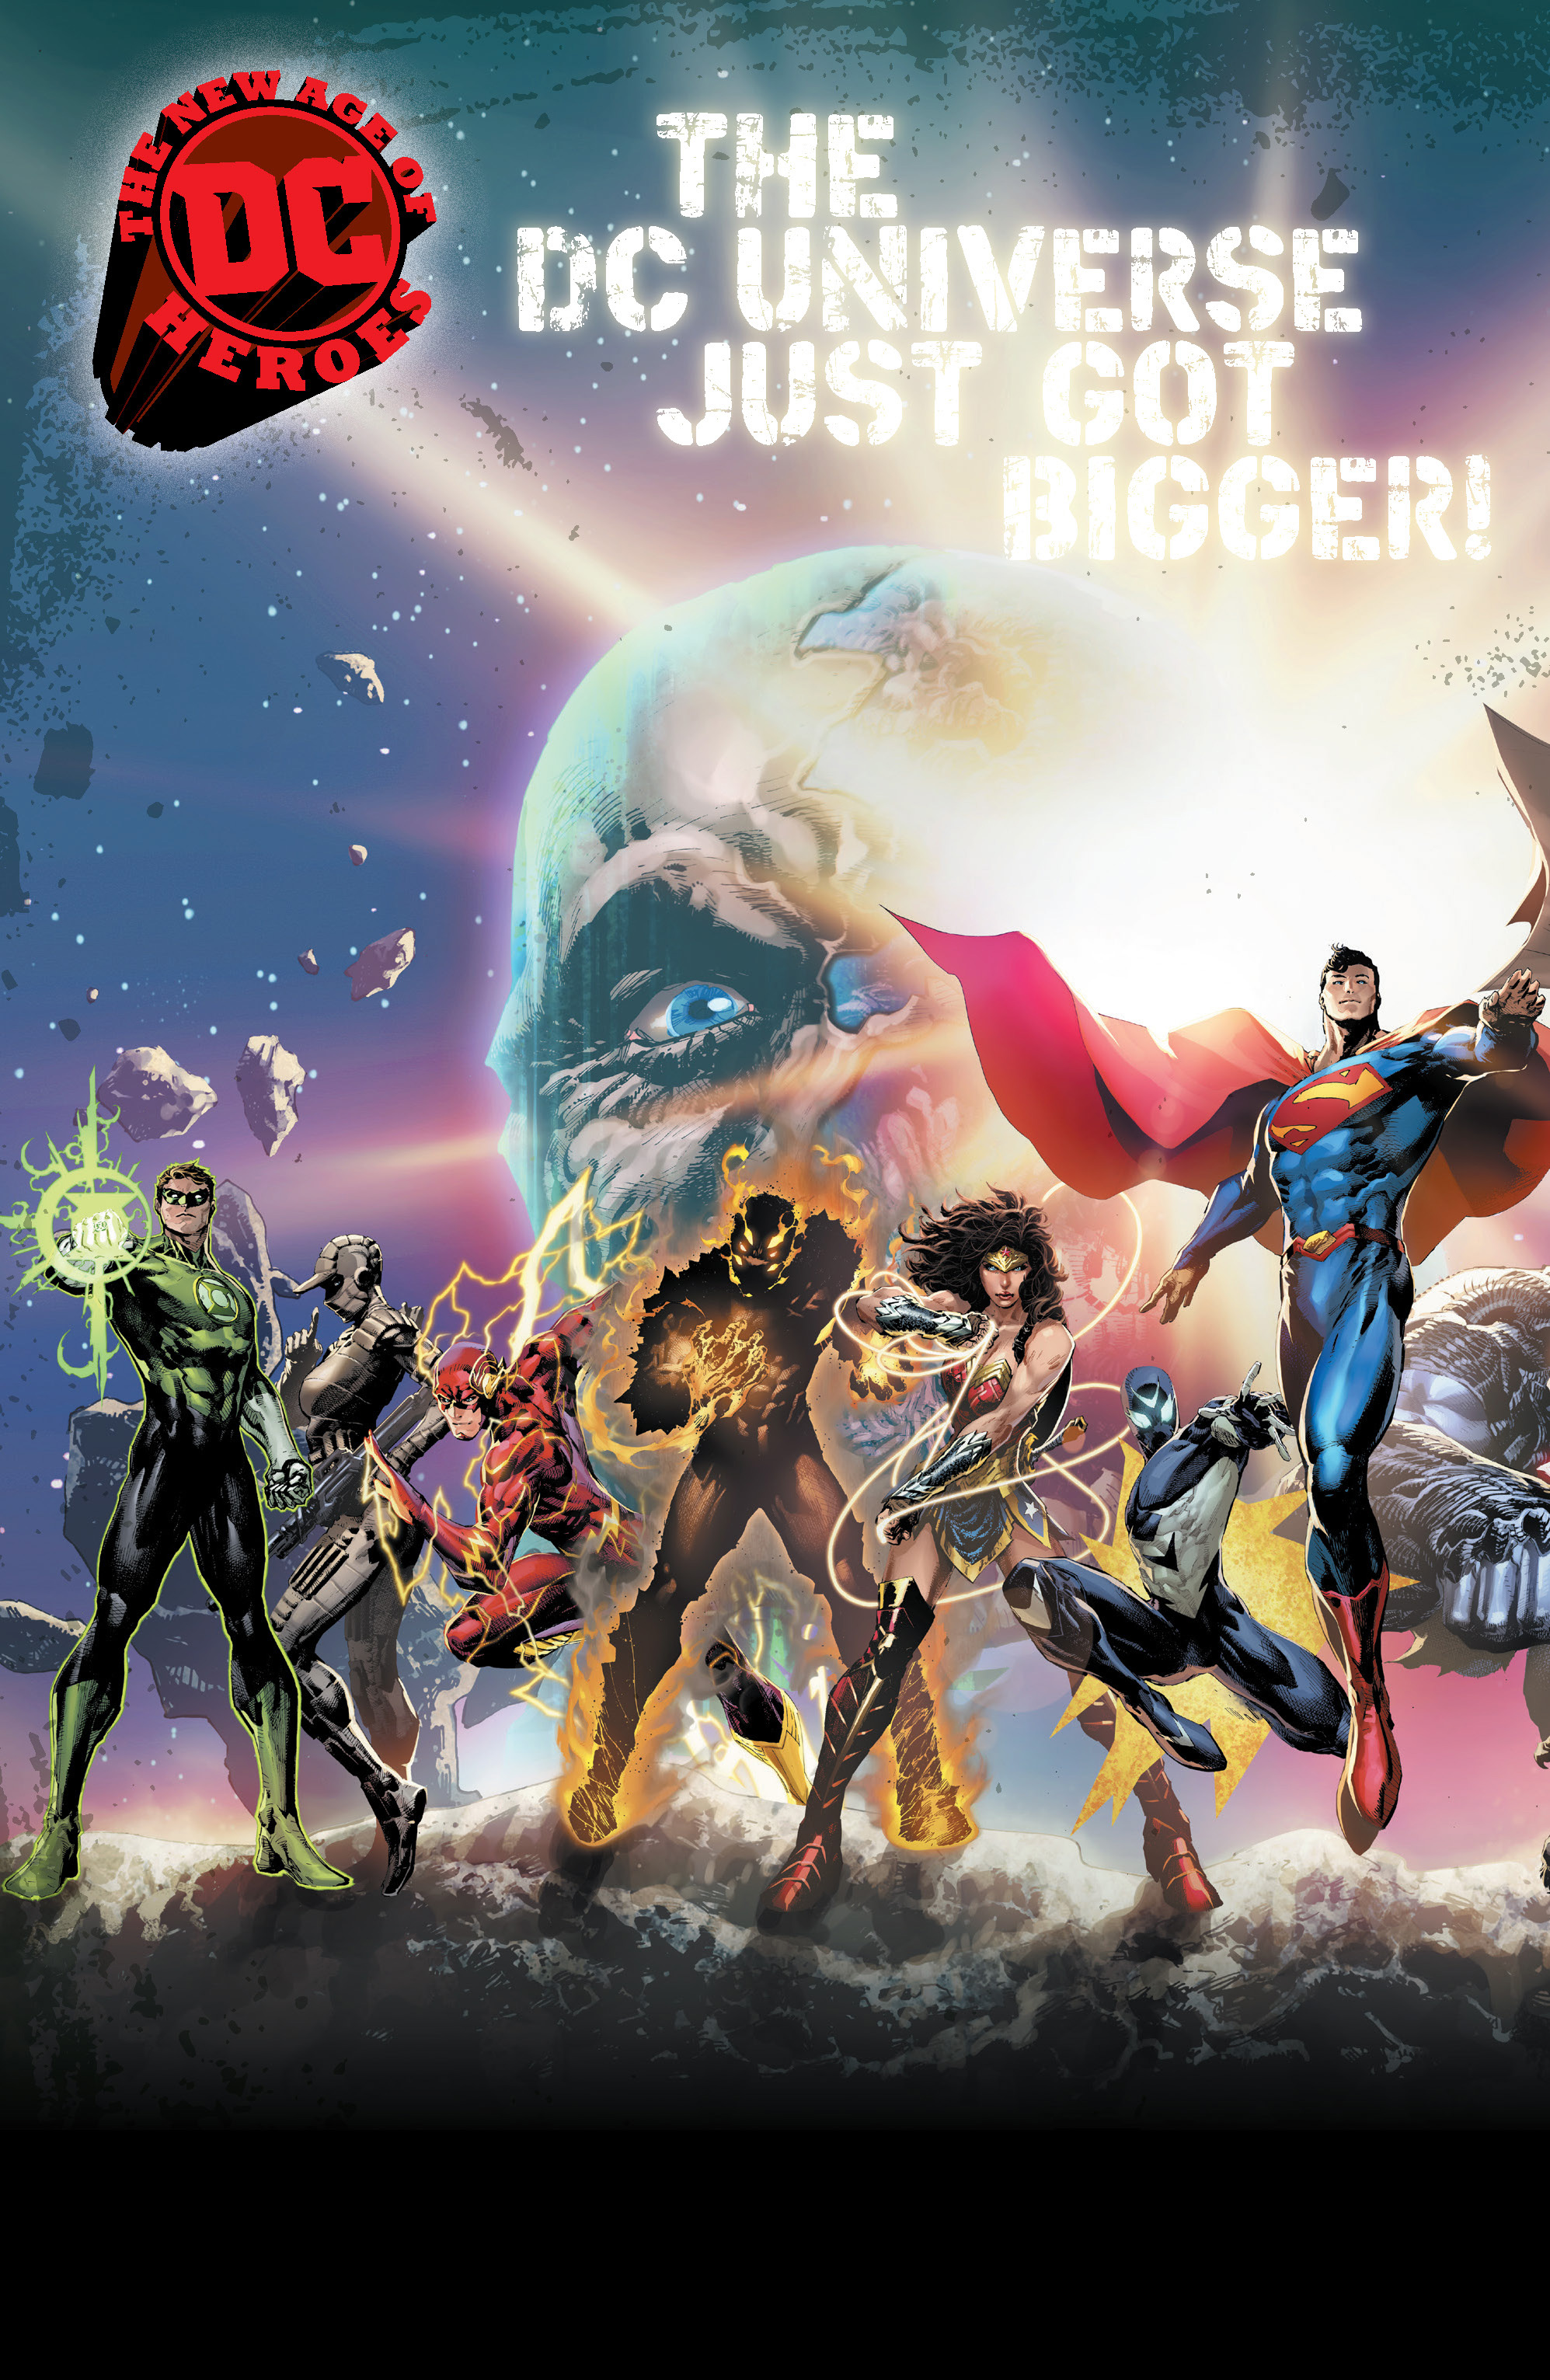 THE NEW AGE OF
DC
HEROES
THE
DC UNIVERSE
JUST GOT
BIGGER!